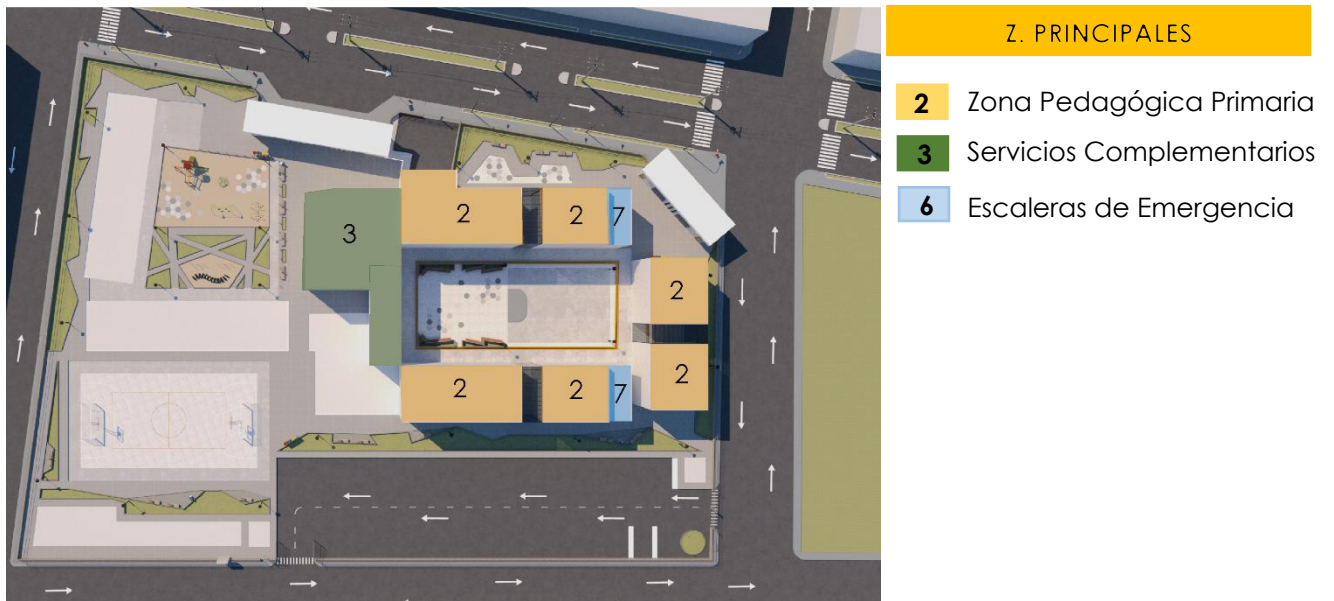 Z. PRINCIPALES
2 Zona Pedagógica Primaria
3 Servicios Complementarios
6 Escaleras de Emergencia
2 2 7
3
2
2
2 2 7